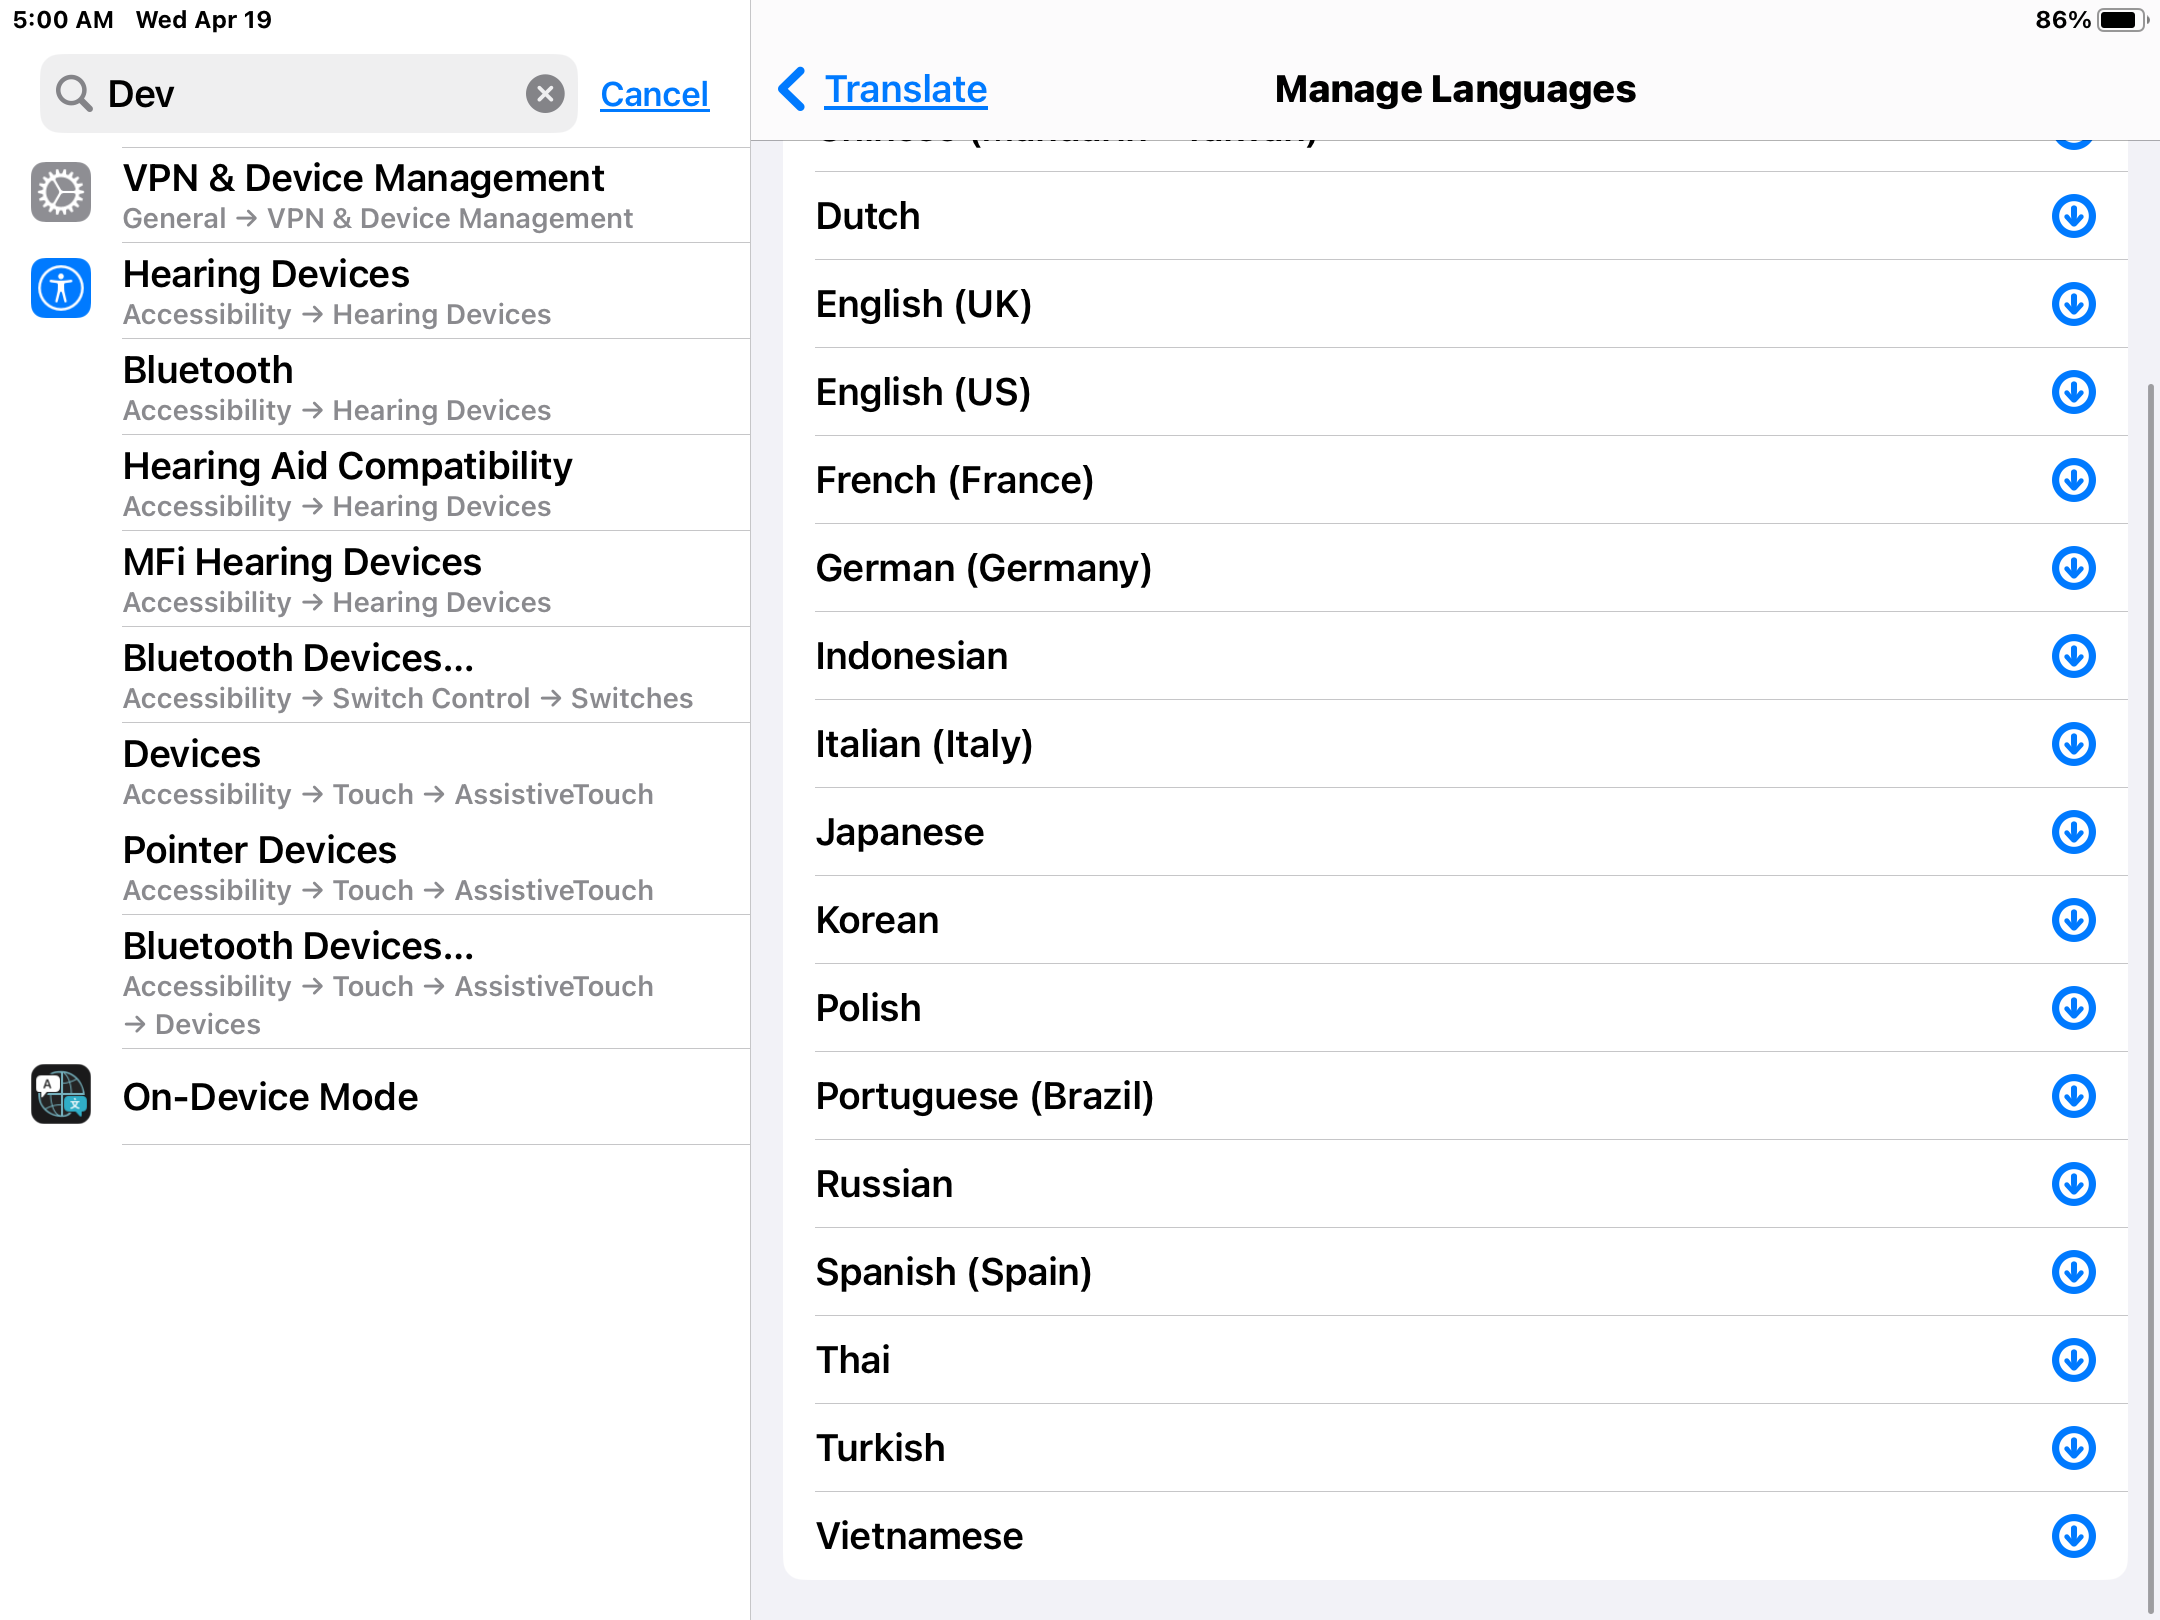 5:00 AM Wed Apr 19
86%
Dev
Cancel
VPN & Device Management
General → VPN & Device Management
Hearing Devices
Accessibility → Hearing Devices
Bluetooth
Accessibility → Hearing Devices
Hearing Aid Compatibility
Accessibility → Hearing Devices
MFi Hearing Devices
Accessibility → Hearing Devices
Bluetooth Devices...
Accessibility → Switch Control → Switches
Devices
Accessibility → Touch → AssistiveTouch
Pointer Devices
Accessibility → Touch → AssistiveTouch
Bluetooth Devices...
Accessibility → Touch → AssistiveTouch
→ Devices
On-Device Mode
Translate
Manage Languages
Dutch
English (UK)
English (US)
French (France)
German (Germany)
Indonesian
Italian (Italy)
Japanese
Korean
Polish
Portuguese (Brazil)
Russian
Spanish (Spain)
Thai
Turkish
Vietnamese